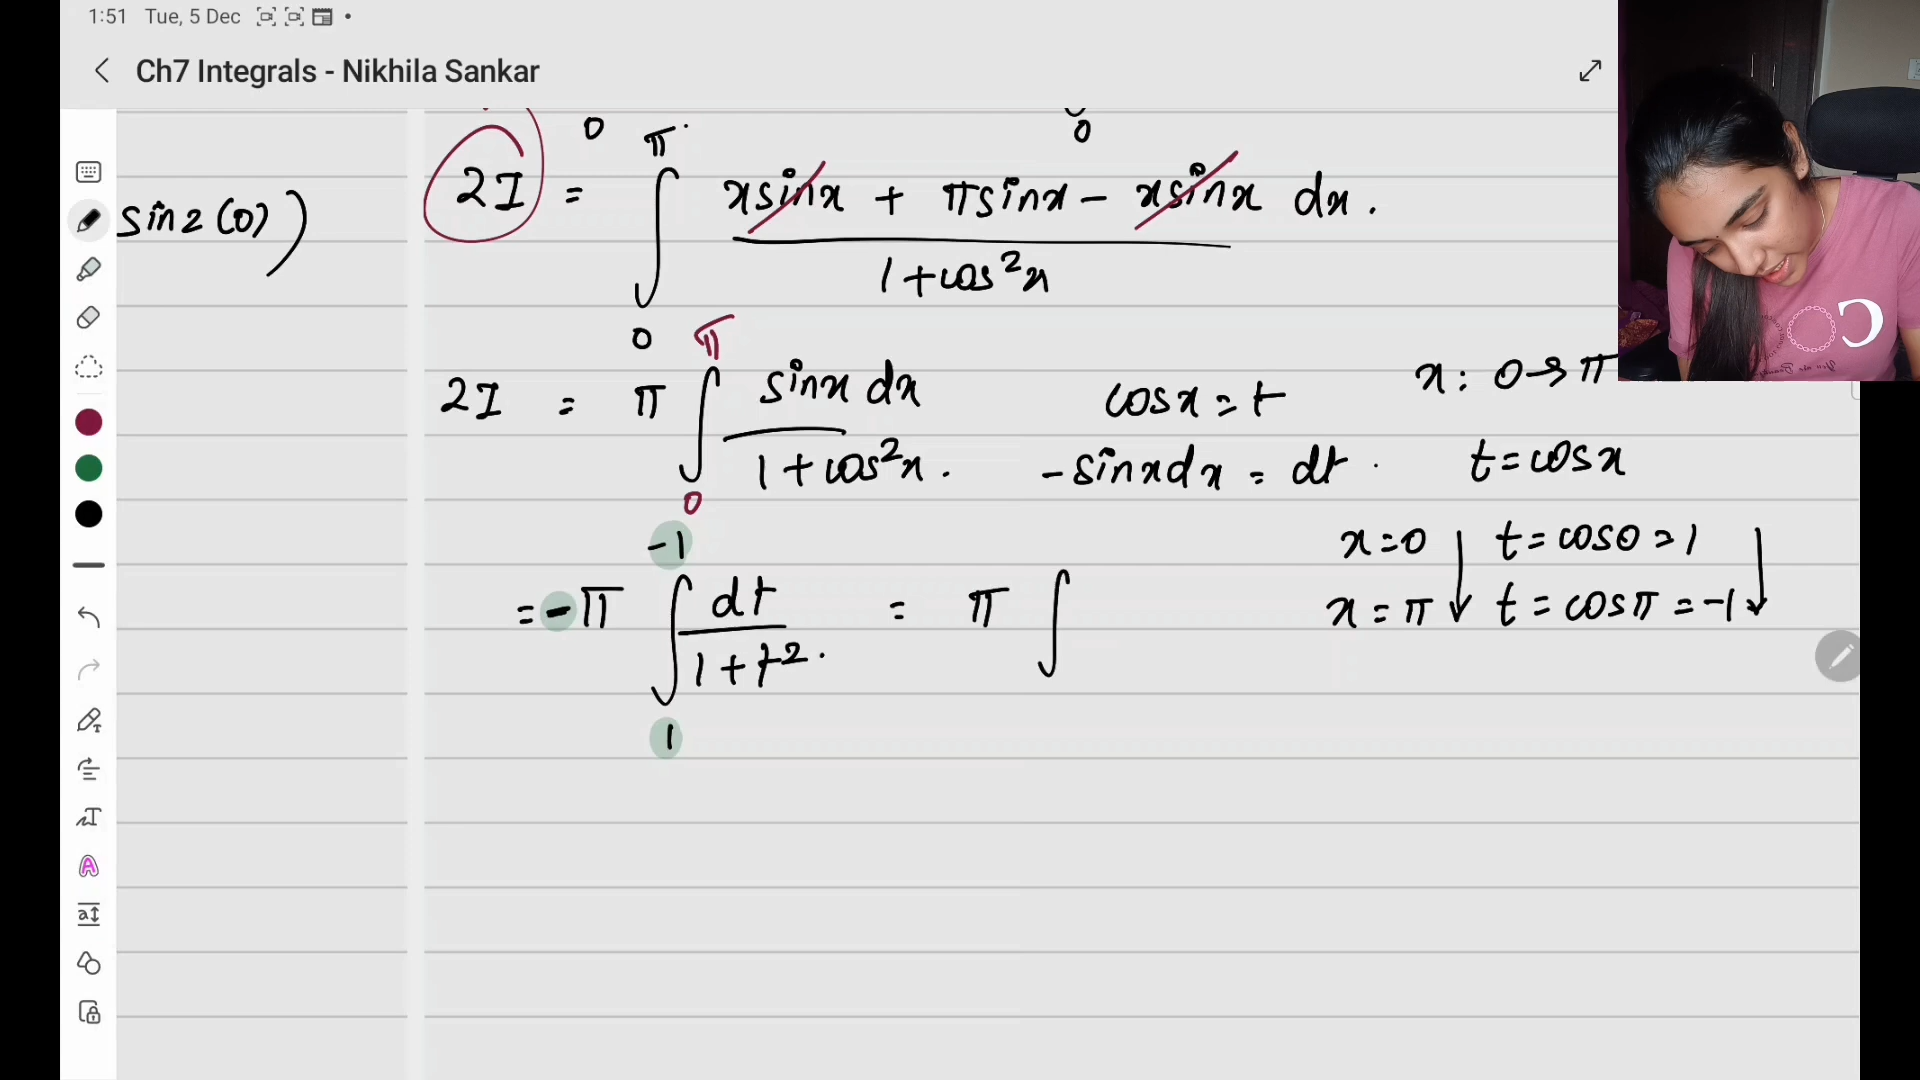 1:51 Tue, 5 Dec
Ch7 Integrals - Nikhila Sankar
sin2(0))
0 0
2I = ∫₀^π (xsinx + πsinx - xsinx)/(1+cos²x) dx.
2I = π ∫₀^π sinx dx/(1+cos²x). cosx = t x: 0→π
-sinxdx = dt. t=cosx
x=0 t=cos0=1
= -π ∫₁^-1 dt/(1+t²). = π ∫ x=π t=cosπ=-1